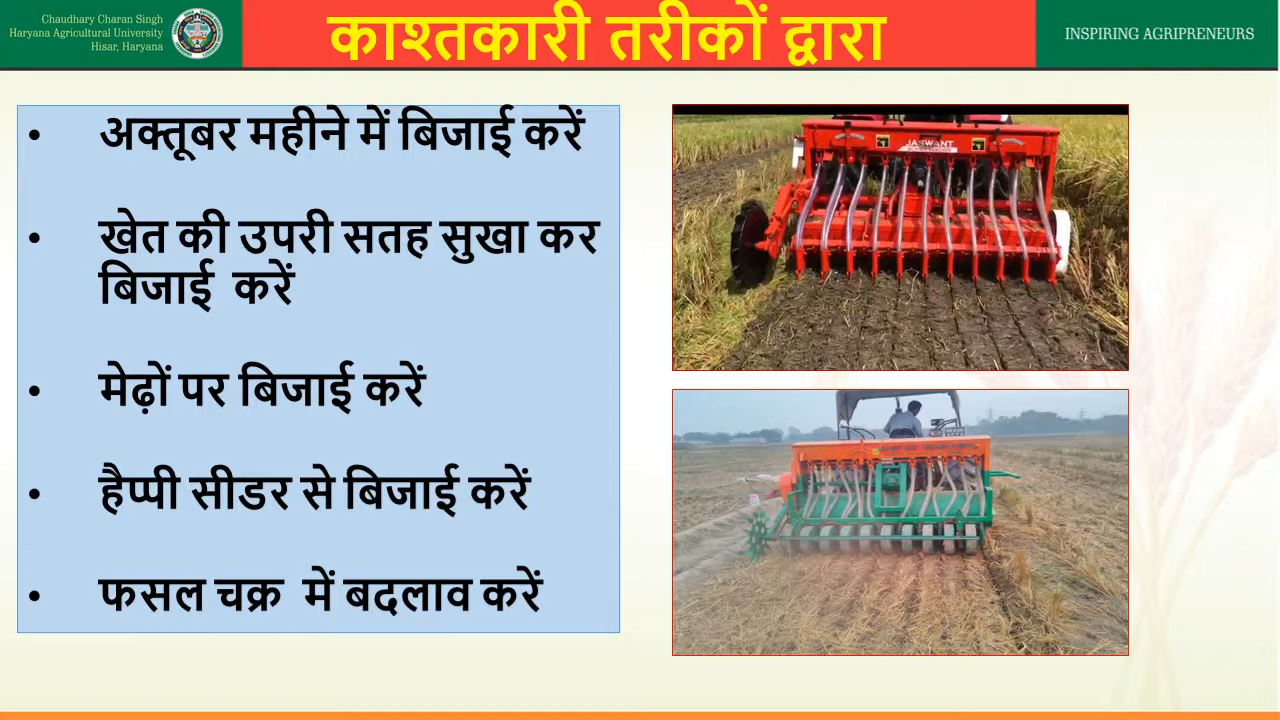 Chaudhary Charan Singh
Haryana Agricultural University
Hisar, Haryana
काश्तकारी तरीकों द्वारा
INSPIRING AGRIPRENEURS
• अक्तूबर महीने में बिजाई करें
• खेत की उपरी सतह सुखा कर
बिजाई करें
• मेढ़ों पर बिजाई करें
• हैप्पी सीडर से बिजाई करें
• फसल चक्र में बदलाव करें
JASWANT